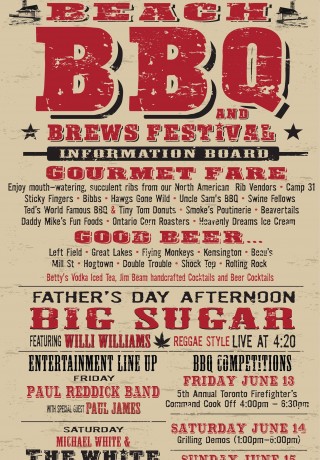 BEACH
BBQ
AND
BREWS FESTIVAL
INFORMATION BOARD
GOURMET FARE
Enjoy mouth-watering, succulent ribs from our North American Rib Vendors • Camp 31
Sticky Fingers • Bibbs • Hawgs Gone Wild • Uncle Sam's BBQ • Swine Fellows
Ted's World Famous BBQ & Tiny Tom Donuts • Smoke's Poutinerie • Beavertails
Daddy Mike's Fun Foods • Ontario Corn Roasters • Heavenly Dreams Ice Cream
GOOD BEER...
Left Field • Great Lakes • Flying Monkeys • Kensington • Beau's
Mill St • Hogtown • Double Trouble • Shock Top • Rolling Rock
Betty's Vodka Iced Tea, Jim Beam handcrafted Cocktails and Beer Cocktails
FATHER'S DAY AFTERNOON
BIG SUGAR
FEATURING WILLI WILLIAMS REGGAE STYLE LIVE AT 4:20
ENTERTAINMENT LINE UP
FRIDAY
PAUL REDDICK BAND
WITH SPECIAL GUEST PAUL JAMES
SATURDAY
MICHAEL WHITE &
THE WHITE
BBQ COMPETITIONS
FRIDAY JUNE 13
5th Annual Toronto Firefighter's
Command Cook Off 4:00pm - 6:30pm
SATURDAY JUNE 14
Grilling Demos (1:00pm-6:00pm)
SUNDAY JUNE 15